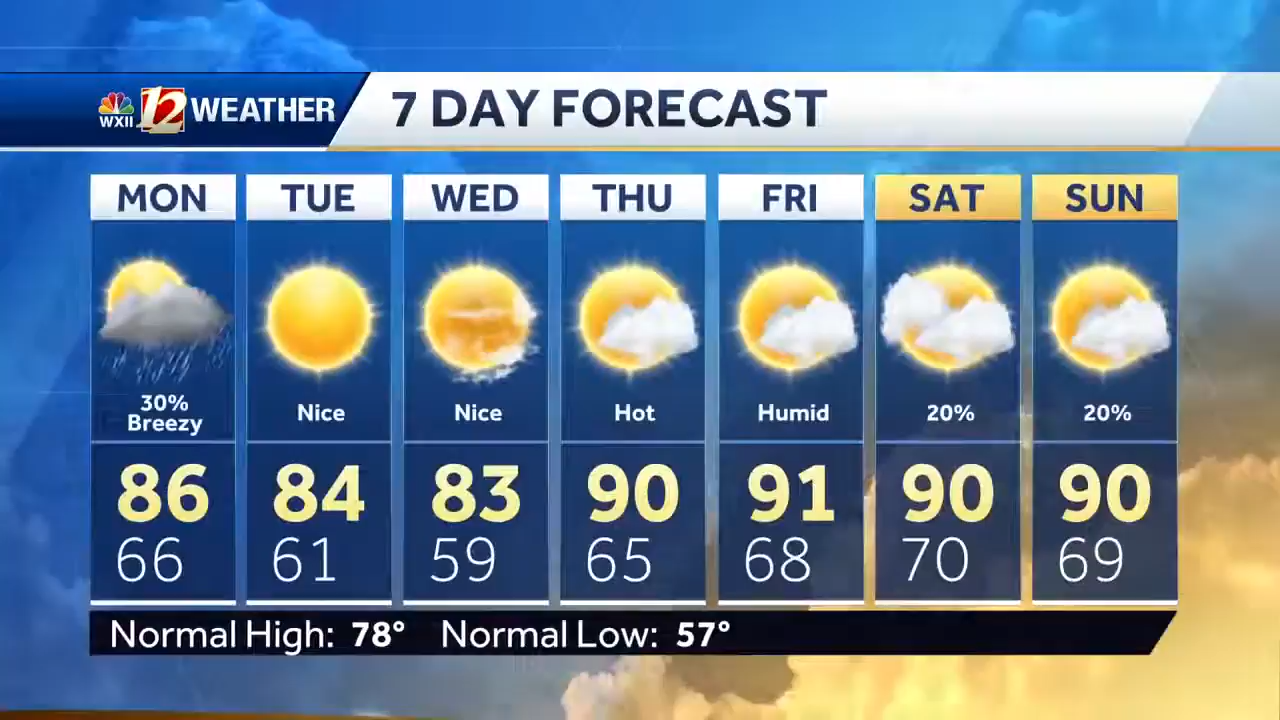 WXII 12 WEATHER
7 DAY FORECAST
MON TUE WED THU FRI SAT SUN
30% Breezy Nice Nice Hot Humid 20% 20%
86 84 83 90 91 90 90
66 61 59 65 68 70 69
Normal High: 78° Normal Low: 57°